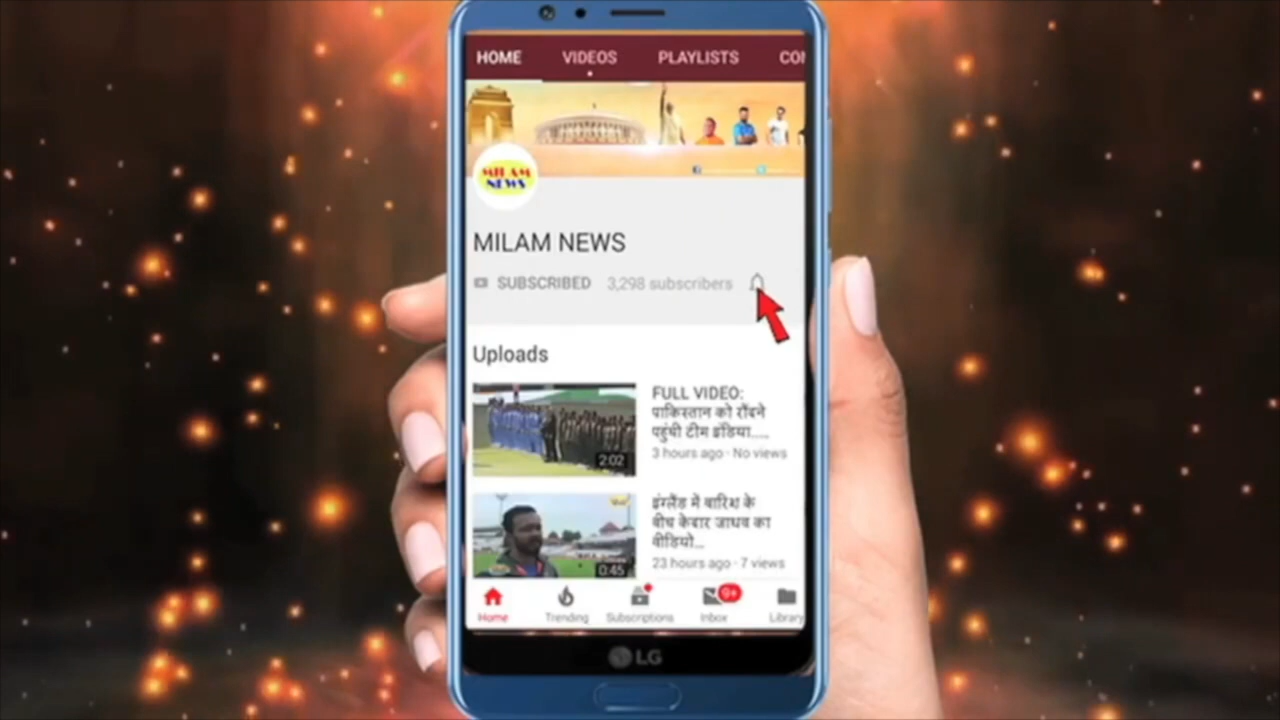 HOME VIDEOS PLAYLISTS CON
MILAM
NEWS
MILAM NEWS
SUBSCRIBED 3,298 subscribers
Uploads
FULL VIDEO:
पाकिस्तान को रौंदने
पहुंची टीम इंडिया.....
3 hours ago · No views
2:02
इंग्लैंड में बारिश के
बीच केदार जाधव का
वीडियो...
23 hours ago · 7 views
0:45
9+
Home Trending Subscriptions Inbox Library
LG